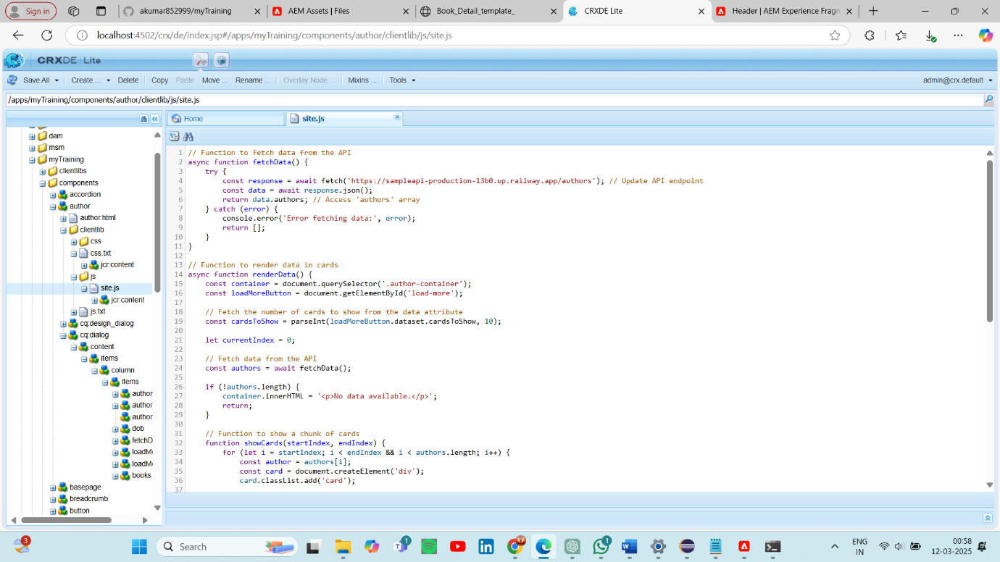 Sign in
akumar852999/myTraining
AEM Assets | Files
Book_Detail_template_
CRXDE Lite
Header | AEM Experience Fragm
localhost:4502/crx/de/index.jsp#/apps/myTraining/components/author/clientlib/js/site.js
CRXDE | Lite
Save All
Create ...
Delete
Copy
Paste
Move ...
Rename ...
Overlay Node ...
Mixins ...
Tools
admin@crx.default
/apps/myTraining/components/author/clientlib/js/site.js
dam
msm
myTraining
clientlibs
components
accordion
author
author.html
clientlib
css
css.txt
jcr:content
js
site.js
jcr:content
js.txt
cq:design_dialog
cq:dialog
content
items
column
items
author
author
author
dob
fetchD
loadM
loadM
books
basepage
breadcrumb
button
Home
site.js
1 // Function to fetch data from the API
2 async function fetchData() {
3 try {
4 const response = await fetch('https://sampleapi-production-13b0.up.railway.app/authors'); // Update API endpoint
5 const data = await response.json();
6 return data.authors; // Access 'authors' array
7 } catch (error) {
8 console.error('Error fetching data:', error);
9 return [];
10 }
11 }
12
13 // Function to render data in cards
14 async function renderData() {
15 const container = document.querySelector('.author-container');
16 const loadMoreButton = document.getElementById('load-more');
17
18 // Fetch the number of cards to show from the data attribute
19 const cardsToShow = parseInt(loadMoreButton.dataset.cardsToShow, 10);
20
21 let currentIndex = 0;
22
23 // Fetch data from the API
24 const authors = await fetchData();
25
26 if (!authors.length) {
27 container.innerHTML = '<p>No data available.</p>';
28 return;
29 }
30
31 // Function to show a chunk of cards
32 function showCards(startIndex, endIndex) {
33 for (let i = startIndex; i < endIndex && i < authors.length; i++) {
34 const author = authors[i];
35 const card = document.createElement('div');
36 card.classList.add('card');
37
3
Search
1
1
ENG
IN
00:58
12-03-2025